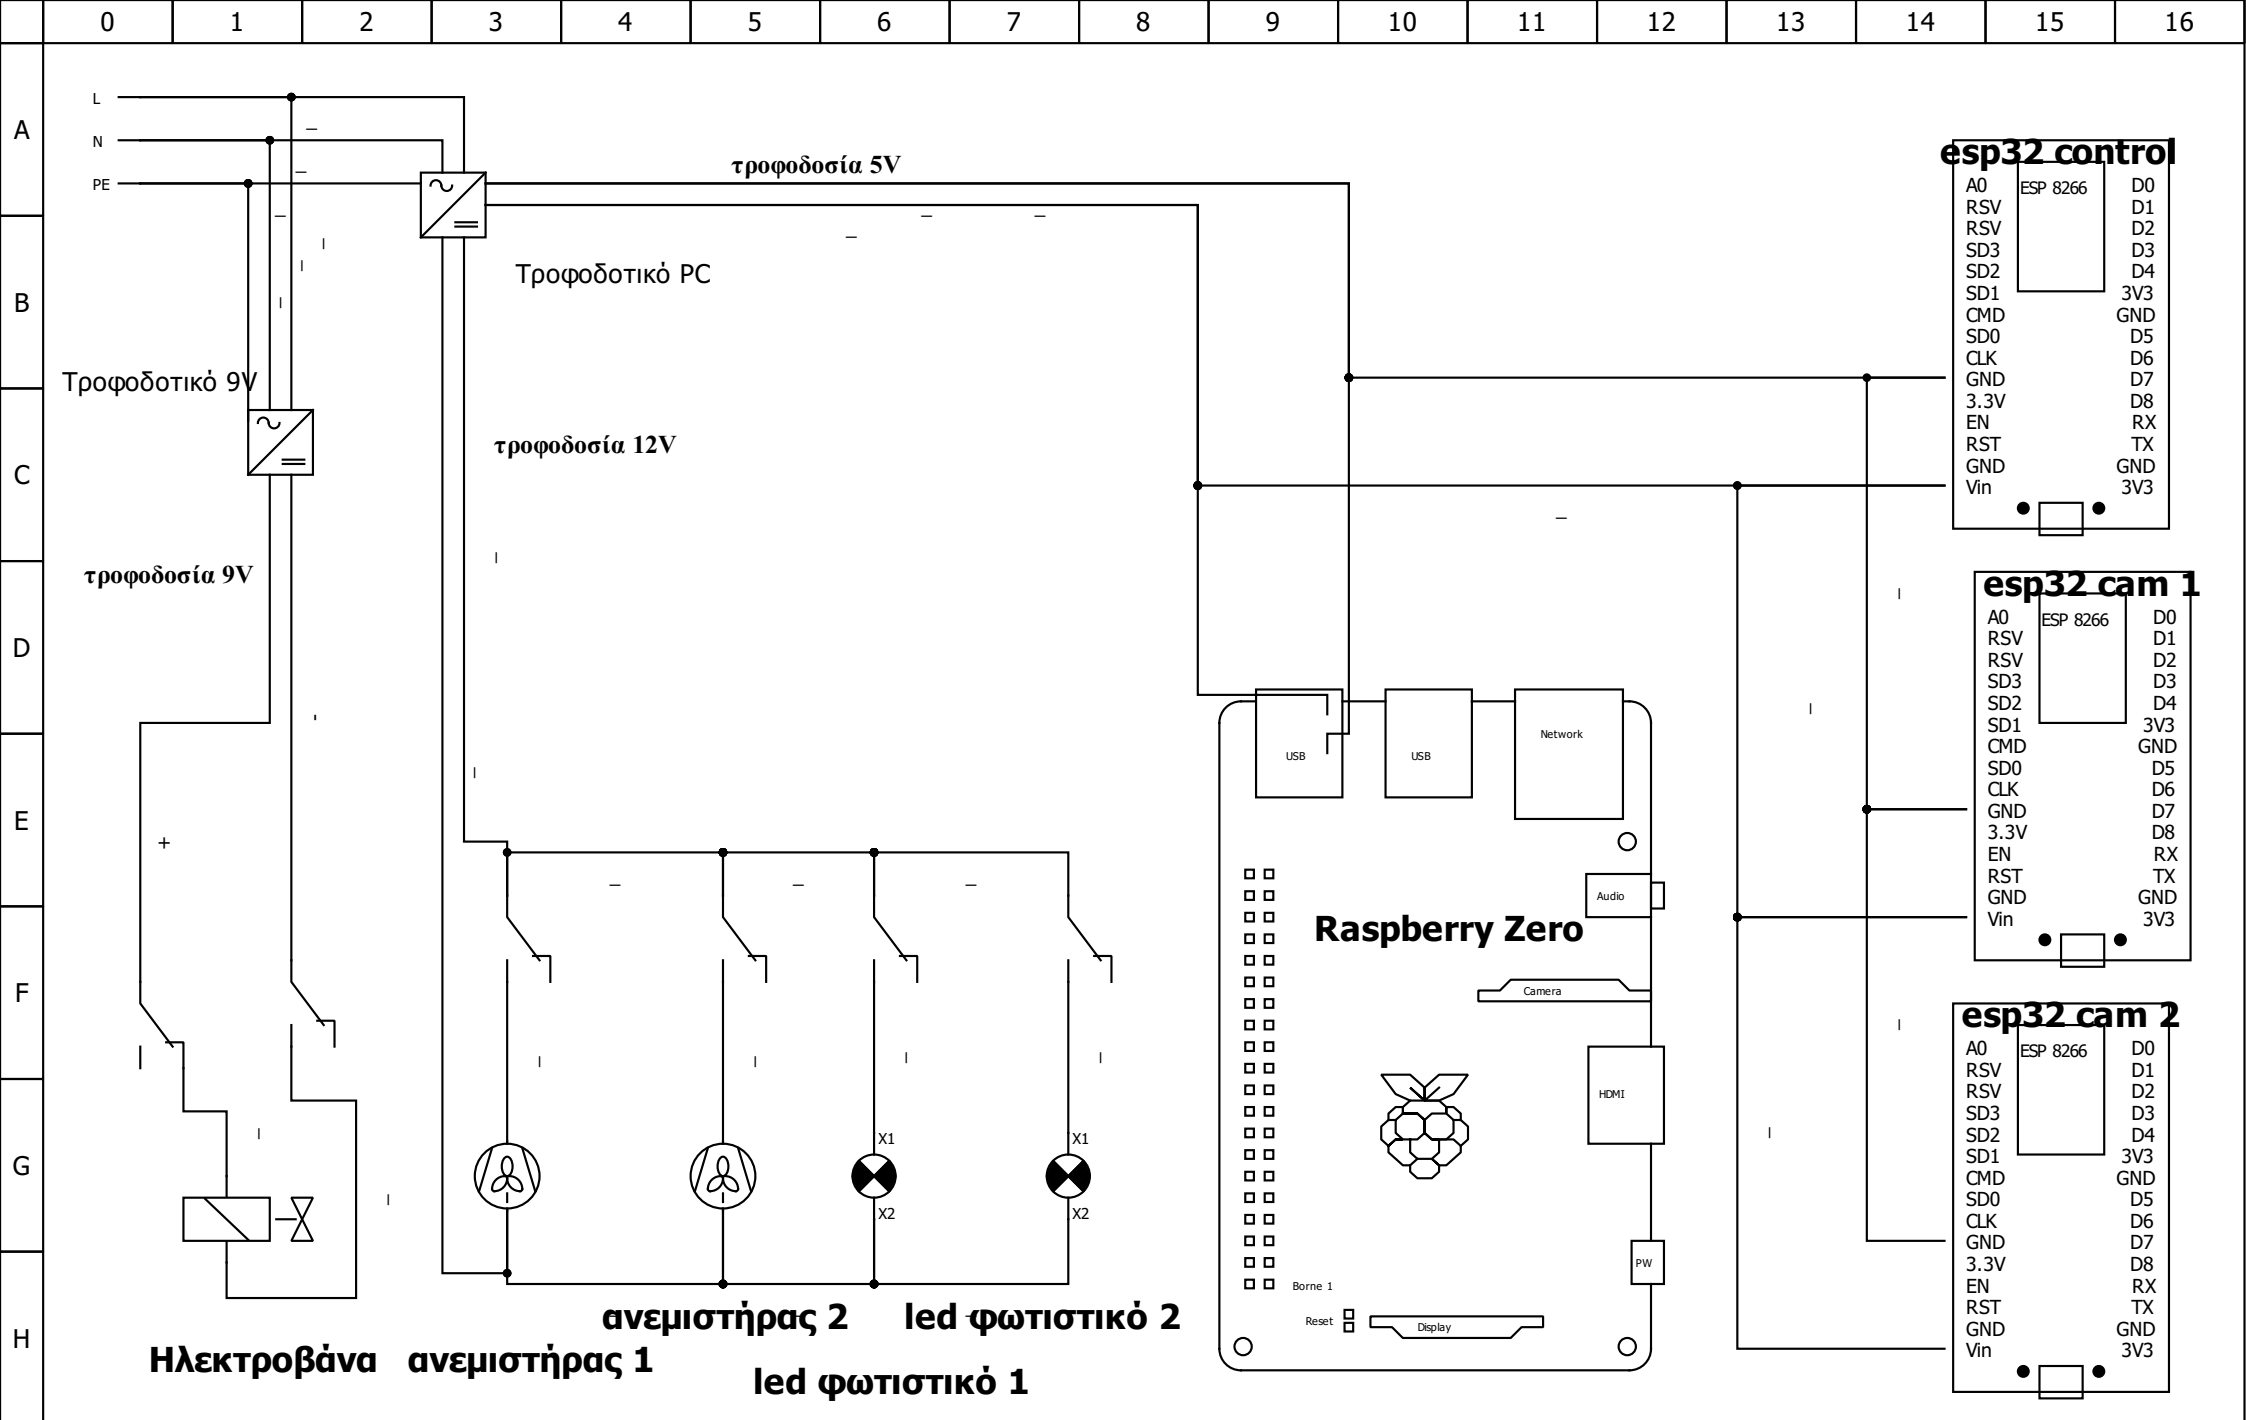 0 1 2 3 4 5 6 7 8 9 10 11 12 13 14 15 16
A
B
C
D
E
F
G
H
L
N
PE
τροφοδοσία 5V
Τροφοδοτικό PC
Τροφοδοτικό 9V
τροφοδοσία 12V
τροφοδοσία 9V
+
X1
X2
X1
X2
Ηλεκτροβάνα
ανεμιστήρας 1
ανεμιστήρας 2
led φωτιστικό 1
led φωτιστικό 2
USB
USB
Network
Audio
Raspberry Zero
Camera
HDMI
PW
Borne 1
Reset
Display
esp32 control
ESP 8266
A0 D0
RSV D1
RSV D2
SD3 D3
SD2 D4
SD1 3V3
CMD GND
SD0 D5
CLK D6
GND D7
3.3V D8
EN RX
RST TX
GND GND
Vin 3V3
esp32 cam 1
ESP 8266
A0 D0
RSV D1
RSV D2
SD3 D3
SD2 D4
SD1 3V3
CMD GND
SD0 D5
CLK D6
GND D7
3.3V D8
EN RX
RST TX
GND GND
Vin 3V3
esp32 cam 2
ESP 8266
A0 D0
RSV D1
RSV D2
SD3 D3
SD2 D4
SD1 3V3
CMD GND
SD0 D5
CLK D6
GND D7
3.3V D8
EN RX
RST TX
GND GND
Vin 3V3